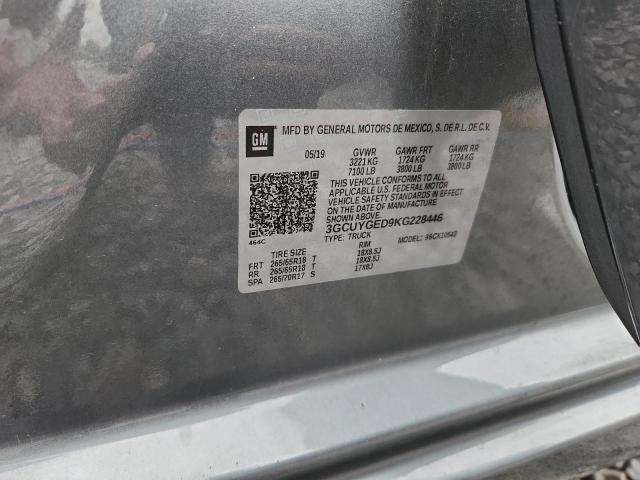 GM
MFD BY GENERAL MOTORS DE MEXICO, S. DE R.L. DE C.V.
05/19 GVWR GAWR FRT GAWR RR
3221 KG 1724 KG 1724 KG
7100 LB 3800 LB 3800 LB
THIS VEHICLE CONFORMS TO ALL
APPLICABLE U.S. FEDERAL MOTOR
VEHICLE SAFETY STANDARDS IN EFFECT
ON THE DATE OF MANUFACTURE
SHOWN ABOVE.
3GCUYGED9KG228446
TYPE: TRUCK MODEL: 98CK10543
464C
TIRE SIZE RIM
FRT 265/65R18 T 18X8.5J
RR 265/65R18 T 18X8.5J
SPA 265/70R17 S 17X8J